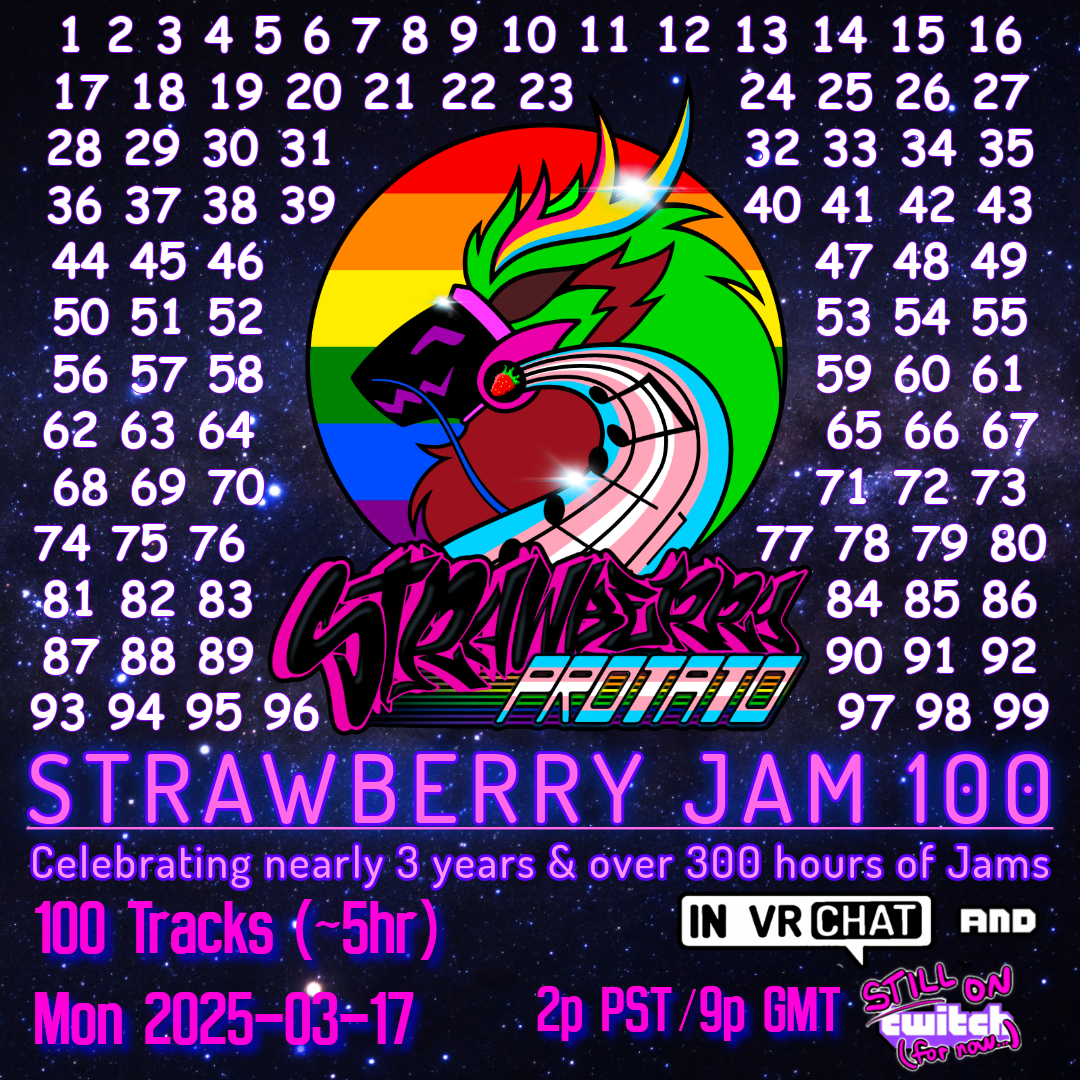 1 2 3 4 5 6 7 8 9 10 11 12 13 14 15 16
17 18 19 20 21 22 23 24 25 26 27
28 29 30 31 32 33 34 35
36 37 38 39 40 41 42 43
44 45 46 47 48 49
50 51 52 53 54 55
56 57 58 59 60 61
62 63 64 65 66 67
68 69 70 71 72 73
74 75 76 77 78 79 80
81 82 83 84 85 86
87 88 89 90 91 92
93 94 95 96 97 98 99
STRAWBERRY
PROTATO
STRAWBERRY JAM 100
Celebrating nearly 3 years & over 300 hours of Jams
100 Tracks (~5hr)
IN VRCHAT AND
Mon 2025-03-17
2p PST/9p GMT
STILL ON
twitch
(for now...)